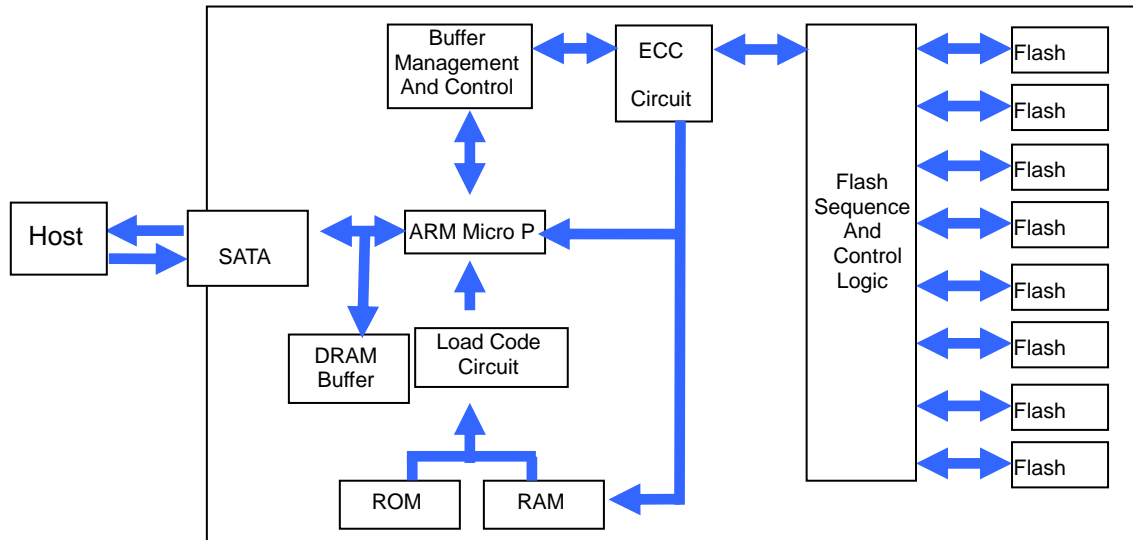 Buffer
Management
And Control
ECC
Circuit
Flash
Flash
Flash
Flash
Flash
Flash
Flash
Flash
Flash
Sequence
And
Control
Logic
Host
SATA
ARM Micro P
DRAM
Buffer
Load Code
Circuit
ROM
RAM